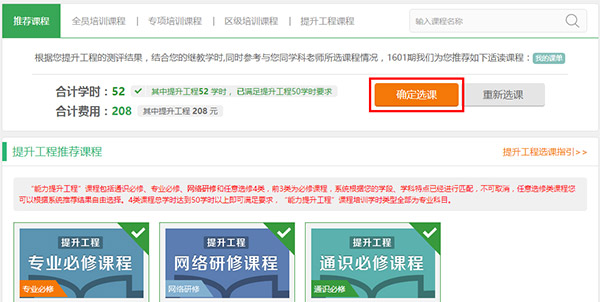 推荐课程 全员培训课程 | 专项培训课程 | 区级培训课程 | 提升工程课程 输入课程名称
根据您提升工程的测评结果,结合您的继教学时,同时参考与您同学科老师所选课程情况，1601期我们为您推荐如下适读课程: 我的课单
合计学时: 52 其中提升工程52 学时，已满足提升工程50学时要求
合计费用: 208 其中提升工程 208 元
确定选课 重新选课
提升工程推荐课程 提升工程选课指引>>
“能力提升工程”课程包括通识必修、专业必修、网络研修和任意选修4类，前3类为必修课程，系统根据您的学段、学科特点已经进行匹配，不可取消，任意选修类课程您
可以根据系统推荐结果自由选择。4类课程总学时达到50学时以上即可满足要求，“能力提升工程”课程培训学时类型全部为专业科目。
提升工程 提升工程 提升工程
专业必修课程 网络研修课程 通识必修课程
专业必修 网络研修 通识必修